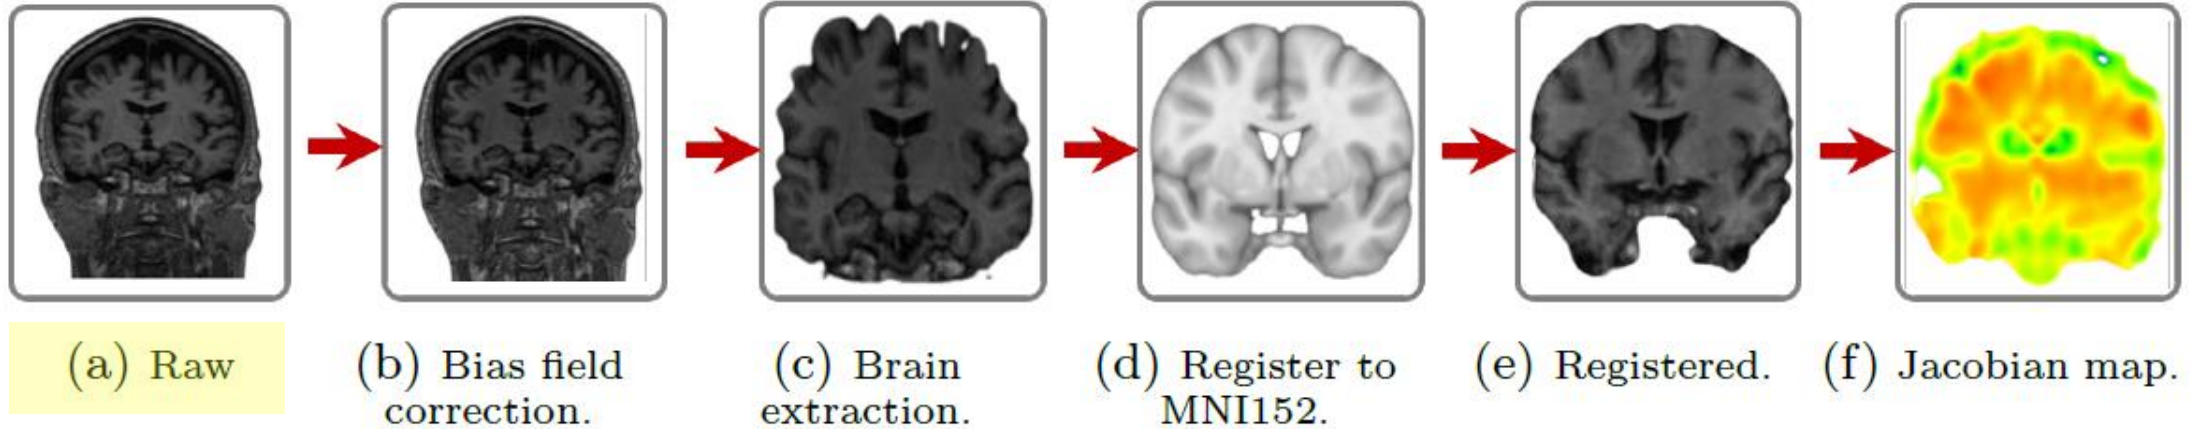 (a) Raw
(b) Bias field
correction.
(c) Brain
extraction.
(d) Register to
MNI152.
(e) Registered.
(f) Jacobian map.